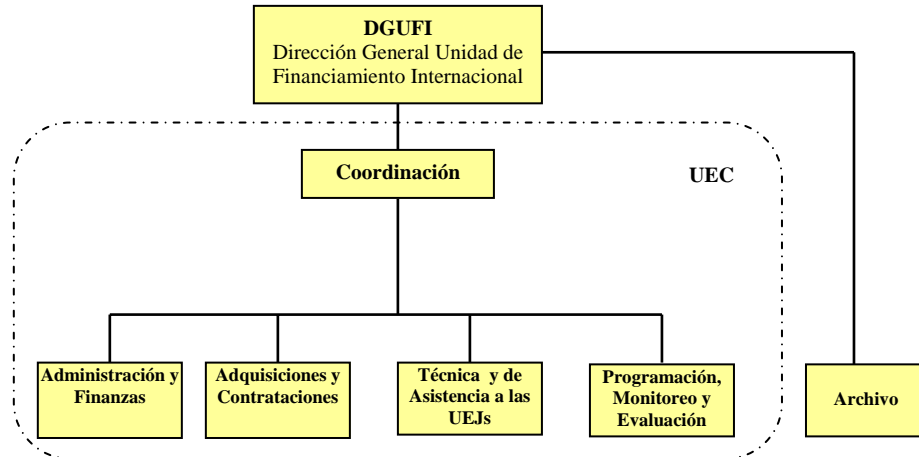 DGUFI
Dirección General Unidad de
Financiamiento Internacional
Coordinación
UEC
Administración y
Finanzas
Adquisiciones y
Contrataciones
Técnica y de
Asistencia a las
UEJs
Programación,
Monitoreo y
Evaluación
Archivo